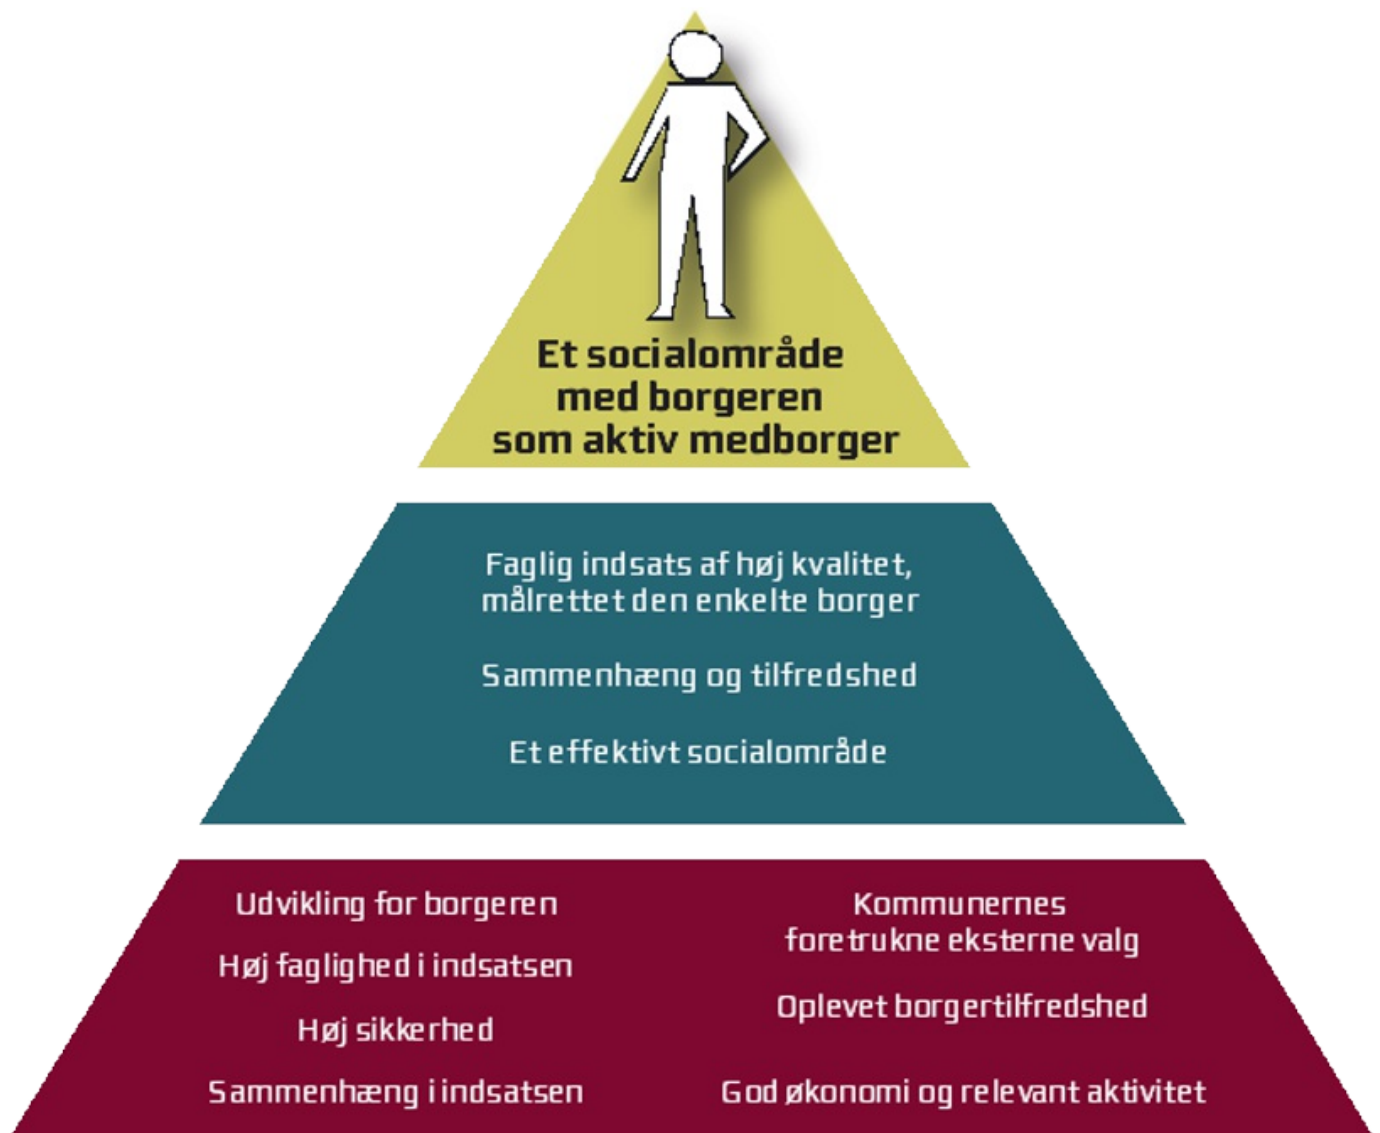 Et socialområde
med borgeren
som aktiv medborger
Faglig indsats af høj kvalitet,
målrettet den enkelte borger
Sammenhæng og tilfredshed
Et effektivt socialområde
Udvikling for borgeren
Høj faglighed i indsatsen
Høj sikkerhed
Sammenhæng i indsatsen
Kommunernes
foretrukne eksterne valg
Oplevet borgertilfredshed
God økonomi og relevant aktivitet